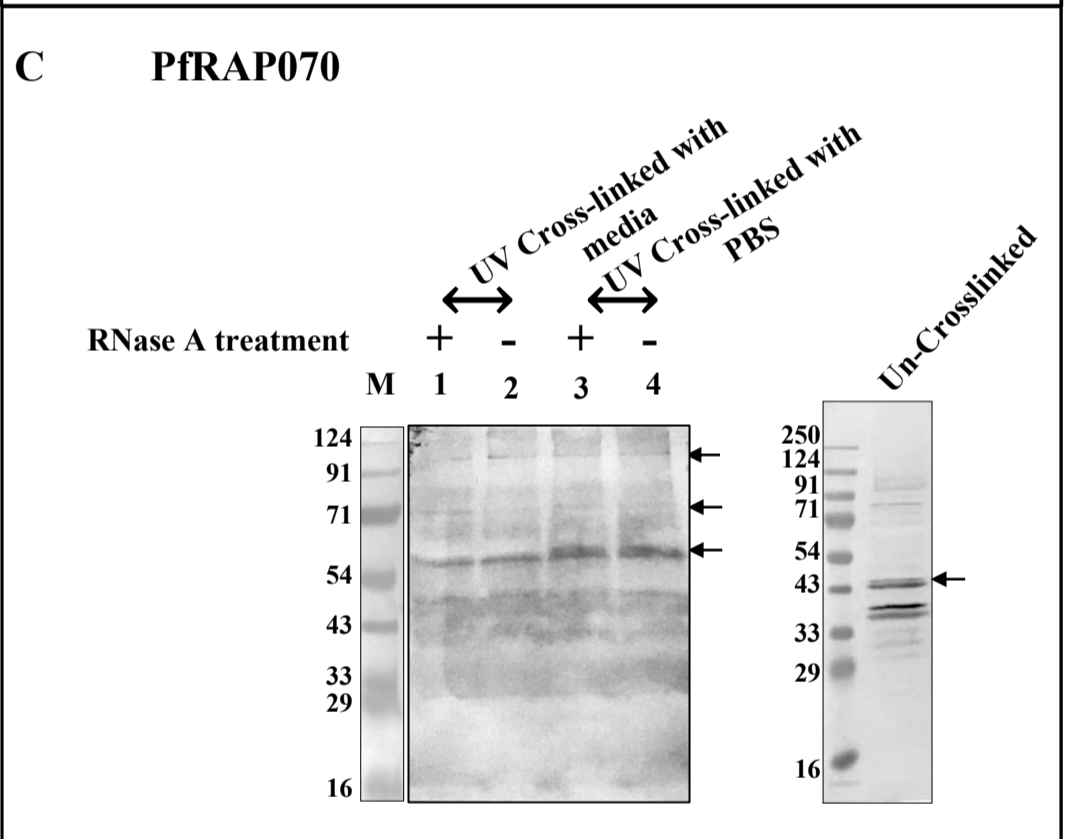 C PfRAP070
UV Cross-linked with
media
UV Cross-linked with
PBS
Un-Crosslinked
RNase A treatment + - + -
M 1 2 3 4
124
91
71
54
43
33
29
16
250
124
91
71
54
43
33
29
16